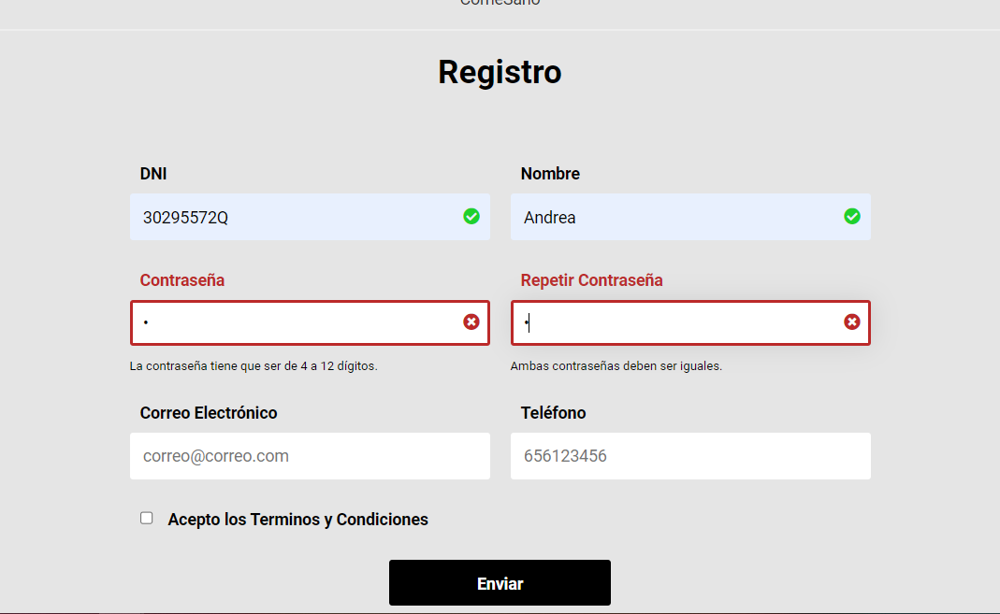 ComeSano
Registro
DNI
Nombre
30295572Q
Andrea
Contraseña
Repetir Contraseña
•
•
La contraseña tiene que ser de 4 a 12 dígitos.
Ambas contraseñas deben ser iguales.
Correo Electrónico
Teléfono
correo@correo.com
656123456
Acepto los Terminos y Condiciones
Enviar